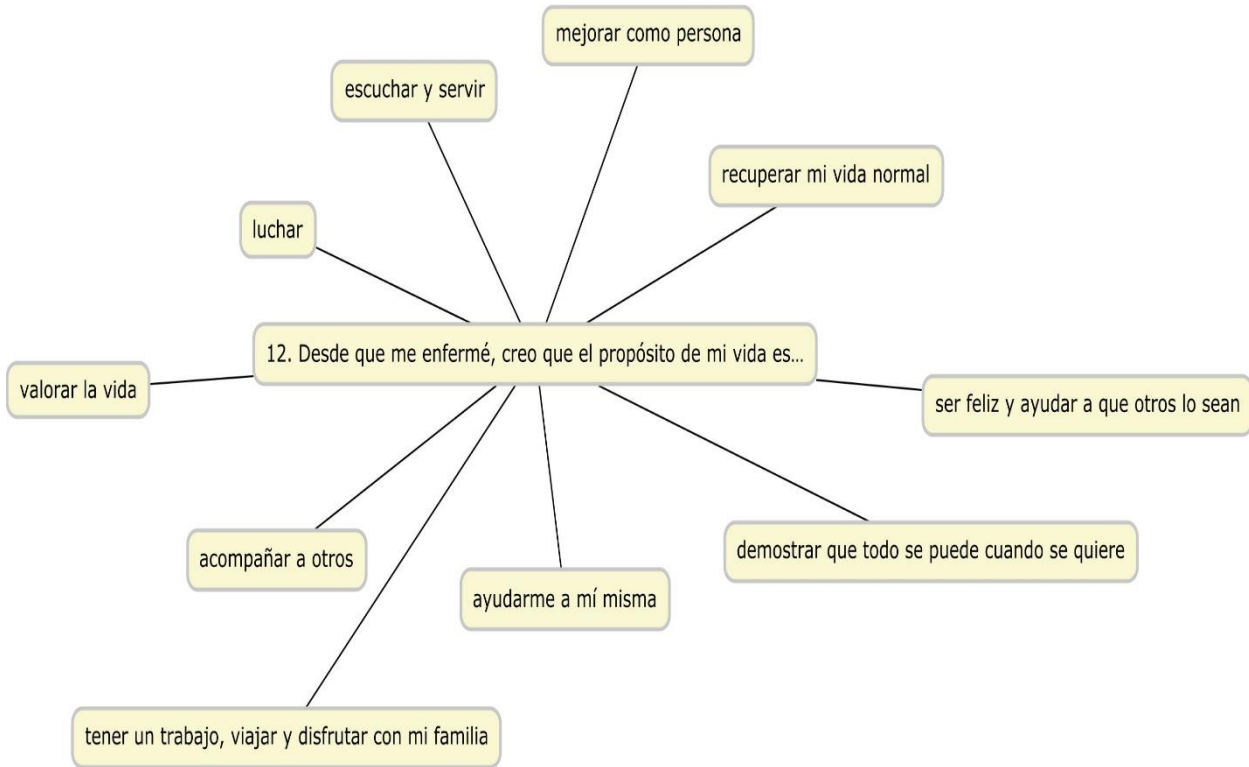 mejorar como persona
escuchar y servir
recuperar mi vida normal
luchar
12. Desde que me enfermé, creo que el propósito de mi vida es...
valorar la vida
ser feliz y ayudar a que otros lo sean
demostrar que todo se puede cuando se quiere
acompañar a otros
ayudarme a mí misma
tener un trabajo, viajar y disfrutar con mi familia